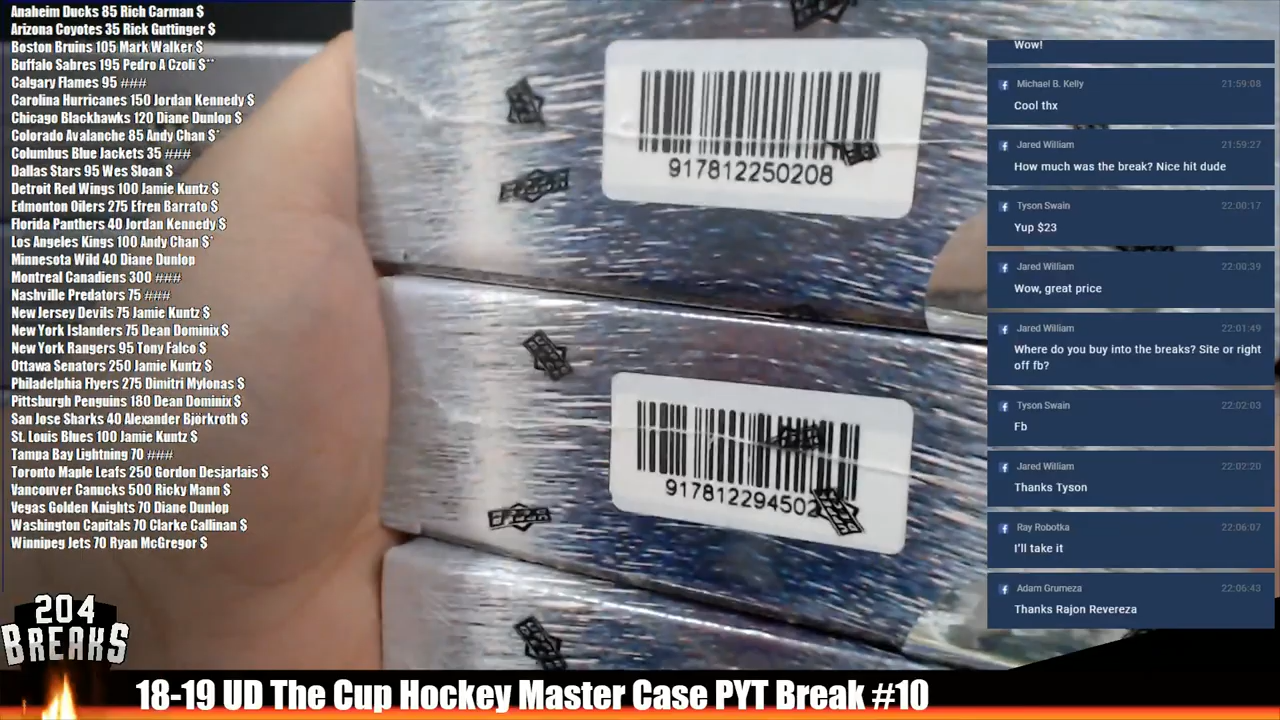 Anaheim Ducks 85 Rich Carman $
Arizona Coyotes 35 Rick Guttinger $
Boston Bruins 105 Mark Walker $
Buffalo Sabres 195 Pedro A Czoli $**
Calgary Flames 95 ###
Carolina Hurricanes 150 Jordan Kennedy $
Chicago Blackhawks 120 Diane Dunlop $
Colorado Avalanche 85 Andy Chan $*
Columbus Blue Jackets 35 ###
Dallas Stars 95 Wes Sloan $
Detroit Red Wings 100 Jamie Kuntz $
Edmonton Oilers 275 Efren Barrato $
Florida Panthers 40 Jordan Kennedy $
Los Angeles Kings 100 Andy Chan $*
Minnesota Wild 40 Diane Dunlop
Montreal Canadiens 300 ###
Nashville Predators 75 ###
New Jersey Devils 75 Jamie Kuntz $
New York Islanders 75 Dean Dominix $
New York Rangers 95 Tony Falco $
Ottawa Senators 250 Jamie Kuntz $
Philadelphia Flyers 275 Dimitri Mylonas $
Pittsburgh Penguins 180 Dean Dominix $
San Jose Sharks 40 Alexander Björkroth $
St. Louis Blues 100 Jamie Kuntz $
Tampa Bay Lightning 70 ###
Toronto Maple Leafs 250 Gordon Desjarlais $
Vancouver Canucks 500 Ricky Mann $
Vegas Golden Knights 70 Diane Dunlop
Washington Capitals 70 Clarke Callinan $
Winnipeg Jets 70 Ryan McGregor $
204
BREAKS
917812250208
917812294502
Wow!
Michael B. Kelly 21:59:08
Cool thx
Jared William 21:59:27
How much was the break? Nice hit dude
Tyson Swain 22:00:17
Yup $23
Jared William 22:00:39
Wow, great price
Jared William 22:01:49
Where do you buy into the breaks? Site or right
off fb?
Tyson Swain 22:02:03
Fb
Jared William 22:02:20
Thanks Tyson
Ray Robotka 22:06:07
I'll take it
Adam Grumeza 22:06:43
Thanks Rajon Revereza
18-19 UD The Cup Hockey Master Case PYT Break #10